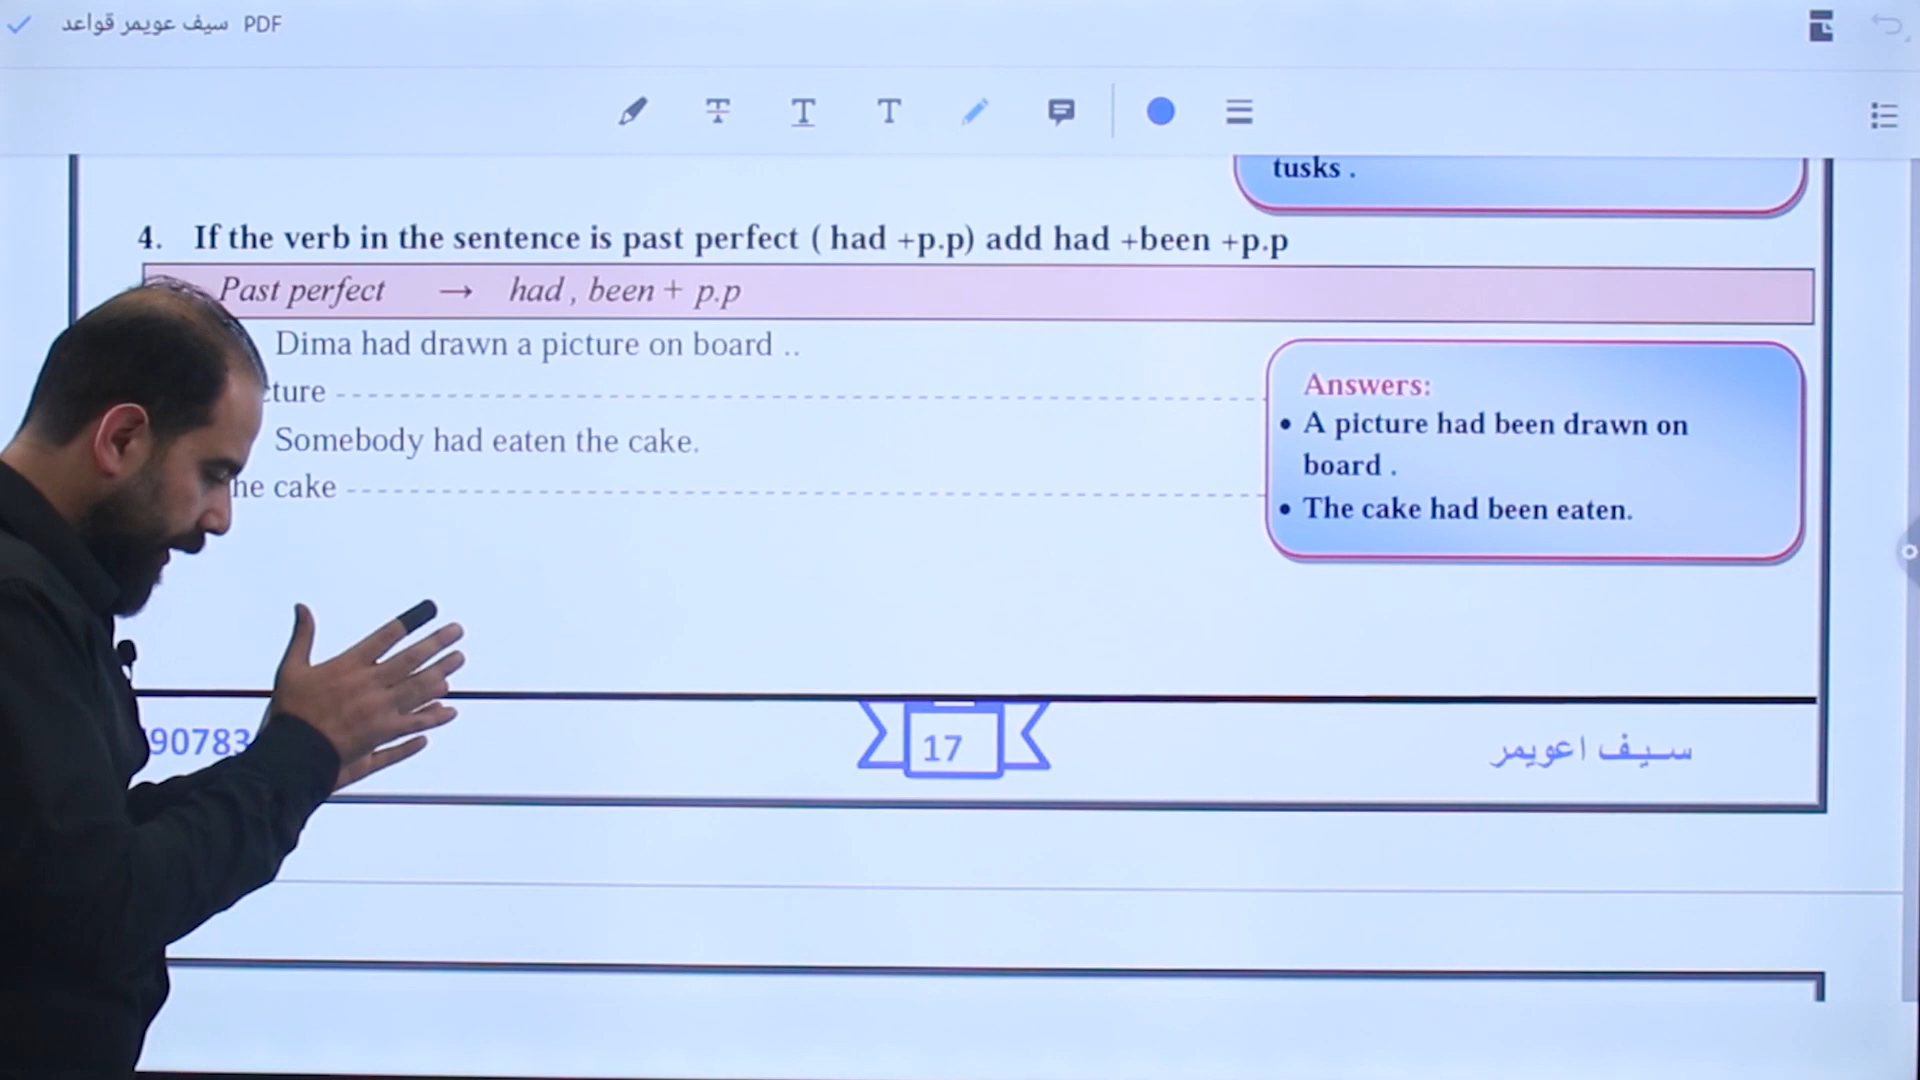 سيف عويمر قواعد PDF
tusks .
4. If the verb in the sentence is past perfect ( had +p.p) add had +been +p.p
Past perfect → had , been + p.p
Dima had drawn a picture on board ..
cture ----------------
Somebody had eaten the cake.
he cake ----------------
Answers:
• A picture had been drawn on
board .
• The cake had been eaten.
90783
17
سيف اعويمر